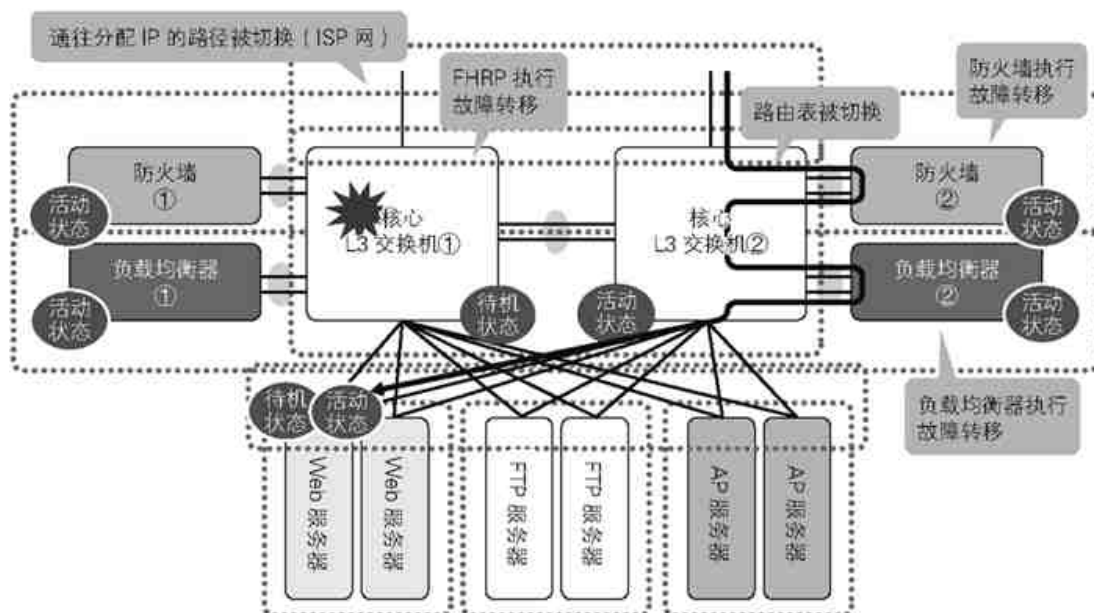 通往分配 IP 的路径被切换（ISP 网）
FHRP 执行
故障转移
防火墙执行
故障转移
路由表被切换
防火墙
①
活动
状态
核心
L3 交换机①
核心
L3 交换机②
防火墙
②
活动
状态
负载均衡器
①
活动
状态
待机
状态
活动
状态
负载均衡器
②
活动
状态
负载均衡器执行
故障转移
待机
状态
活动
状态
Web 服务器
Web 服务器
FTP 服务器
FTP 服务器
AP 服务器
AP 服务器